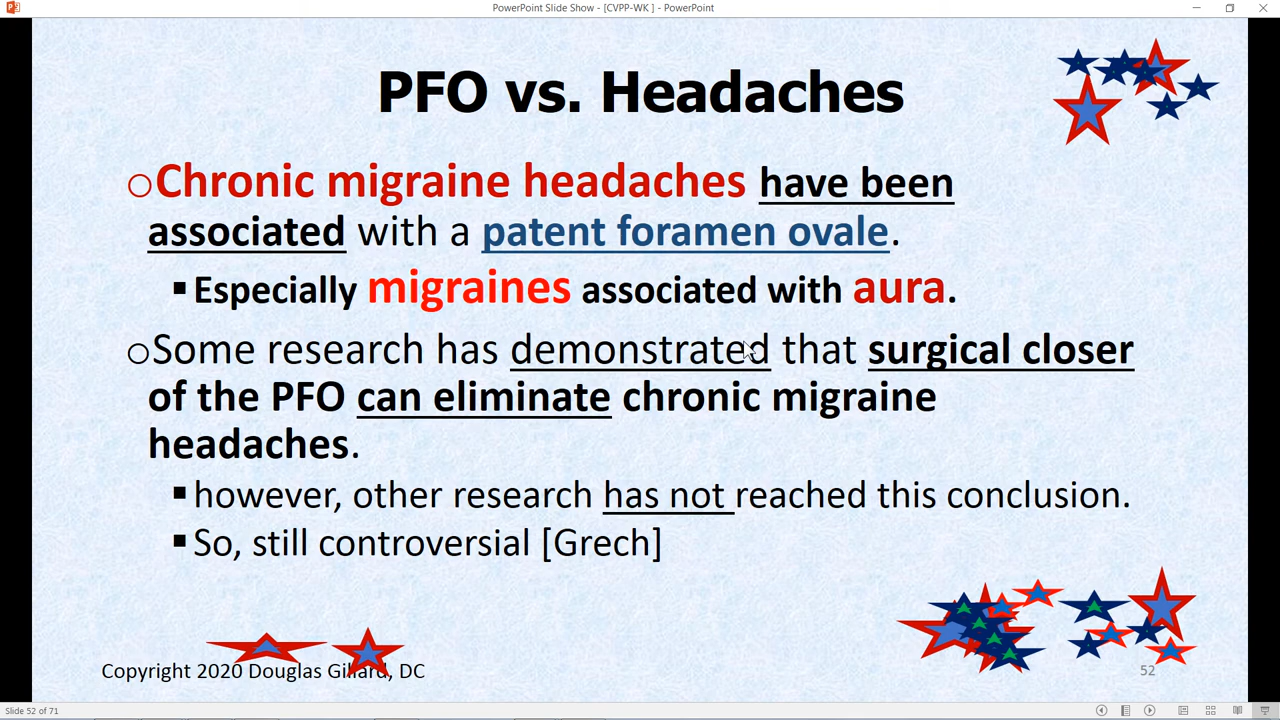 PowerPoint Slide Show - [CVPP-WK ] - PowerPoint
PFO vs. Headaches
Chronic migraine headaches have been
associated with a patent foramen ovale.
Especially migraines associated with aura.
Some research has demonstrated that surgical closer
of the PFO can eliminate chronic migraine
headaches.
however, other research has not reached this conclusion.
So, still controversial [Grech]
Copyright 2020 Douglas Gillard, DC
52
Slide 52 of 71